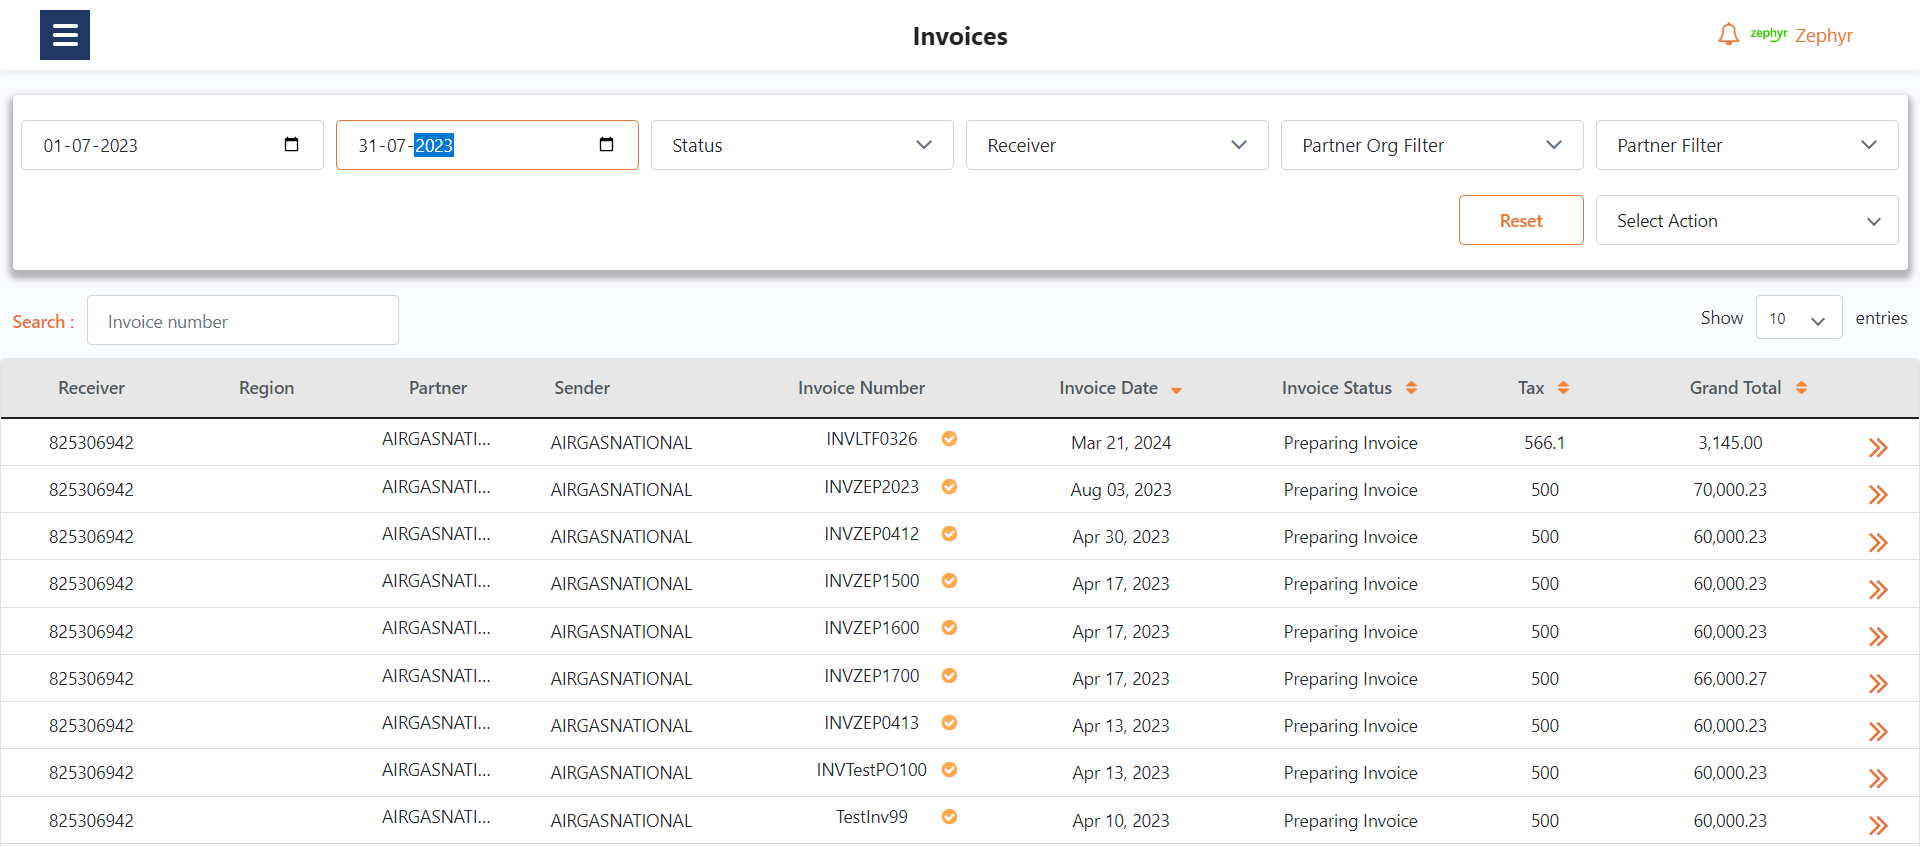 Invoices
zephyr Zephyr
01-07-2023 31-07-2023 Status Receiver Partner Org Filter Partner Filter
Reset Select Action
Search : Invoice number Show 10 entries
Receiver Region Partner Sender Invoice Number Invoice Date Invoice Status Tax Grand Total
825306942 AIRGASNATI... AIRGASNATIONAL INVLTF0326 Mar 21, 2024 Preparing Invoice 566.1 3,145.00
825306942 AIRGASNATI... AIRGASNATIONAL INVZEP2023 Aug 03, 2023 Preparing Invoice 500 70,000.23
825306942 AIRGASNATI... AIRGASNATIONAL INVZEP0412 Apr 30, 2023 Preparing Invoice 500 60,000.23
825306942 AIRGASNATI... AIRGASNATIONAL INVZEP1500 Apr 17, 2023 Preparing Invoice 500 60,000.23
825306942 AIRGASNATI... AIRGASNATIONAL INVZEP1600 Apr 17, 2023 Preparing Invoice 500 60,000.23
825306942 AIRGASNATI... AIRGASNATIONAL INVZEP1700 Apr 17, 2023 Preparing Invoice 500 66,000.27
825306942 AIRGASNATI... AIRGASNATIONAL INVZEP0413 Apr 13, 2023 Preparing Invoice 500 60,000.23
825306942 AIRGASNATI... AIRGASNATIONAL INVTestPO100 Apr 13, 2023 Preparing Invoice 500 60,000.23
825306942 AIRGASNATI... AIRGASNATIONAL TestInv99 Apr 10, 2023 Preparing Invoice 500 60,000.23